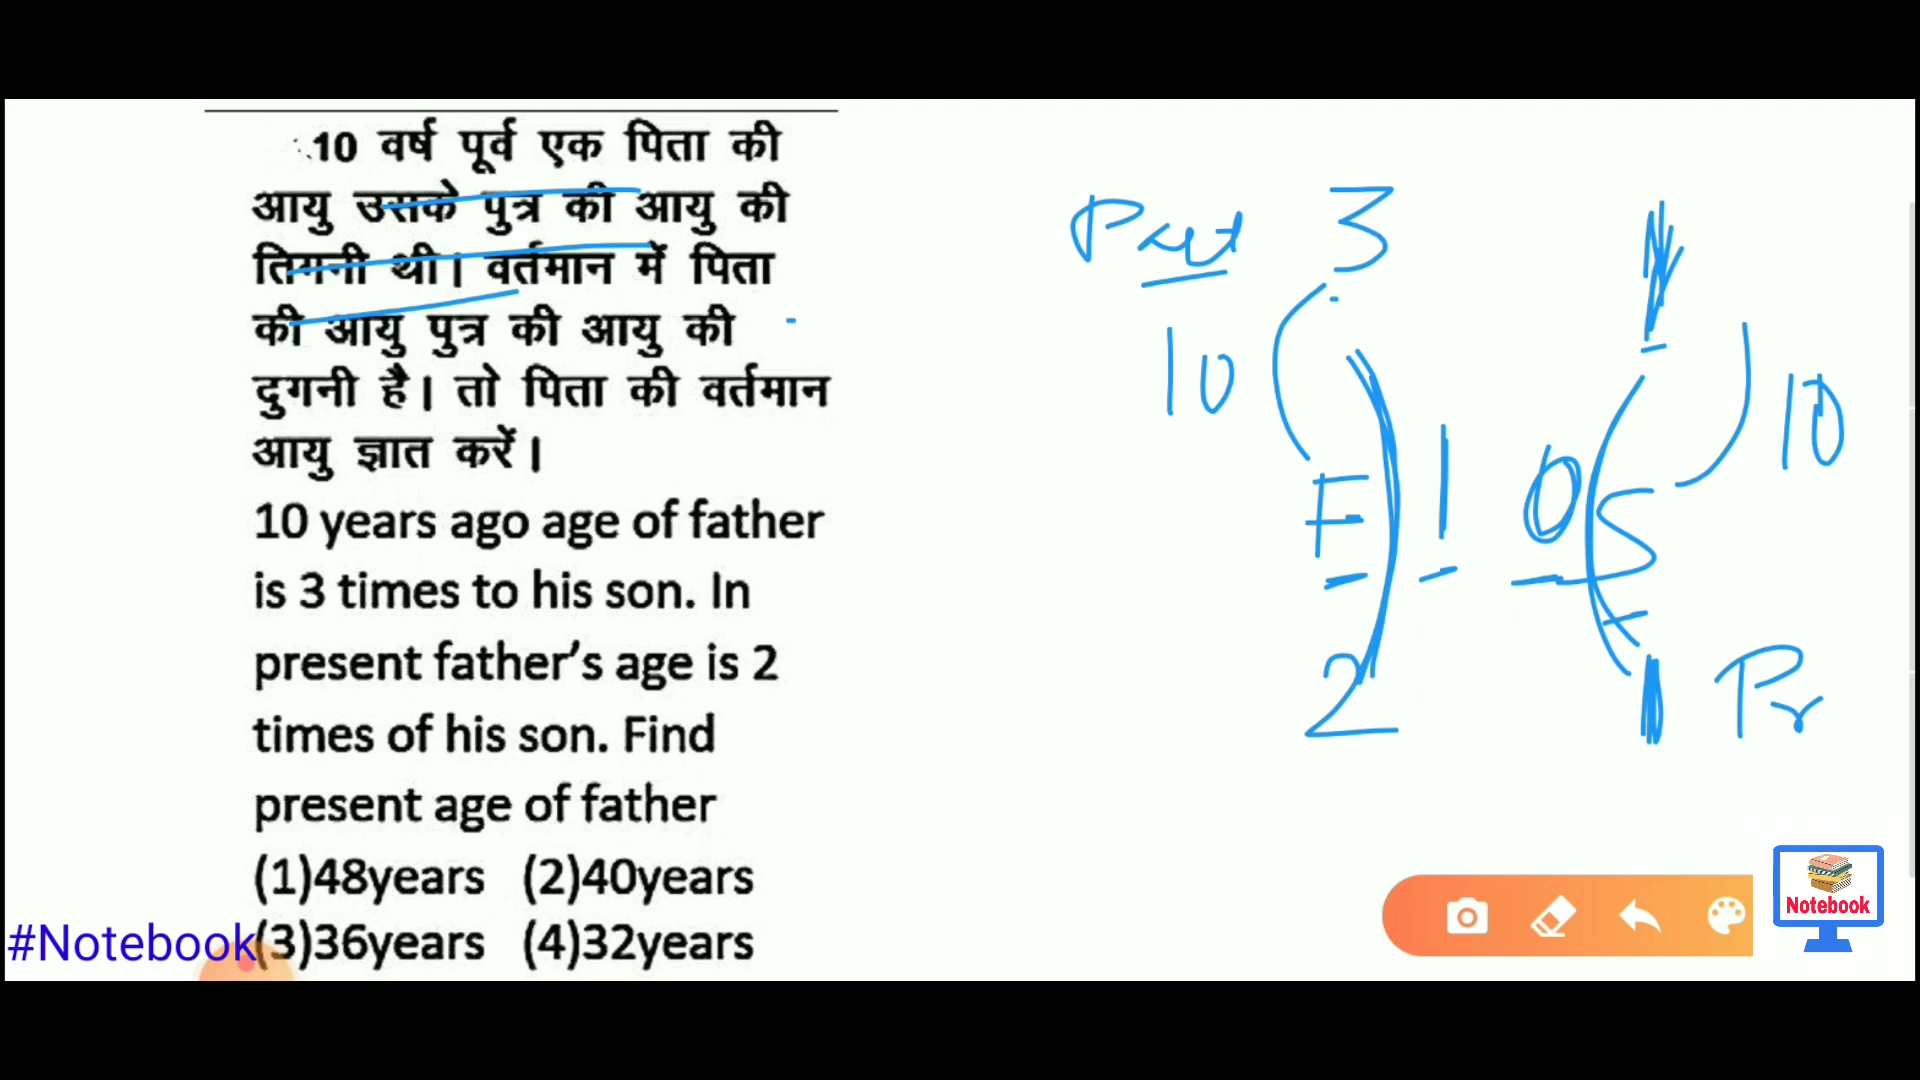 10 वर्ष पूर्व एक पिता की
आयु उसके पुत्र की आयु की
तिगनी थी। वर्तमान में पिता
की आयु पुत्र की आयु की
दुगनी है। तो पिता की वर्तमान
आयु ज्ञात करें।
10 years ago age of father
is 3 times to his son. In
present father’s age is 2
times of his son. Find
present age of father
(1)48years (2)40years
(3)36years (4)32years
#Notebook
3
10
10
F 1 0 S
2
1 Pr
Notebook